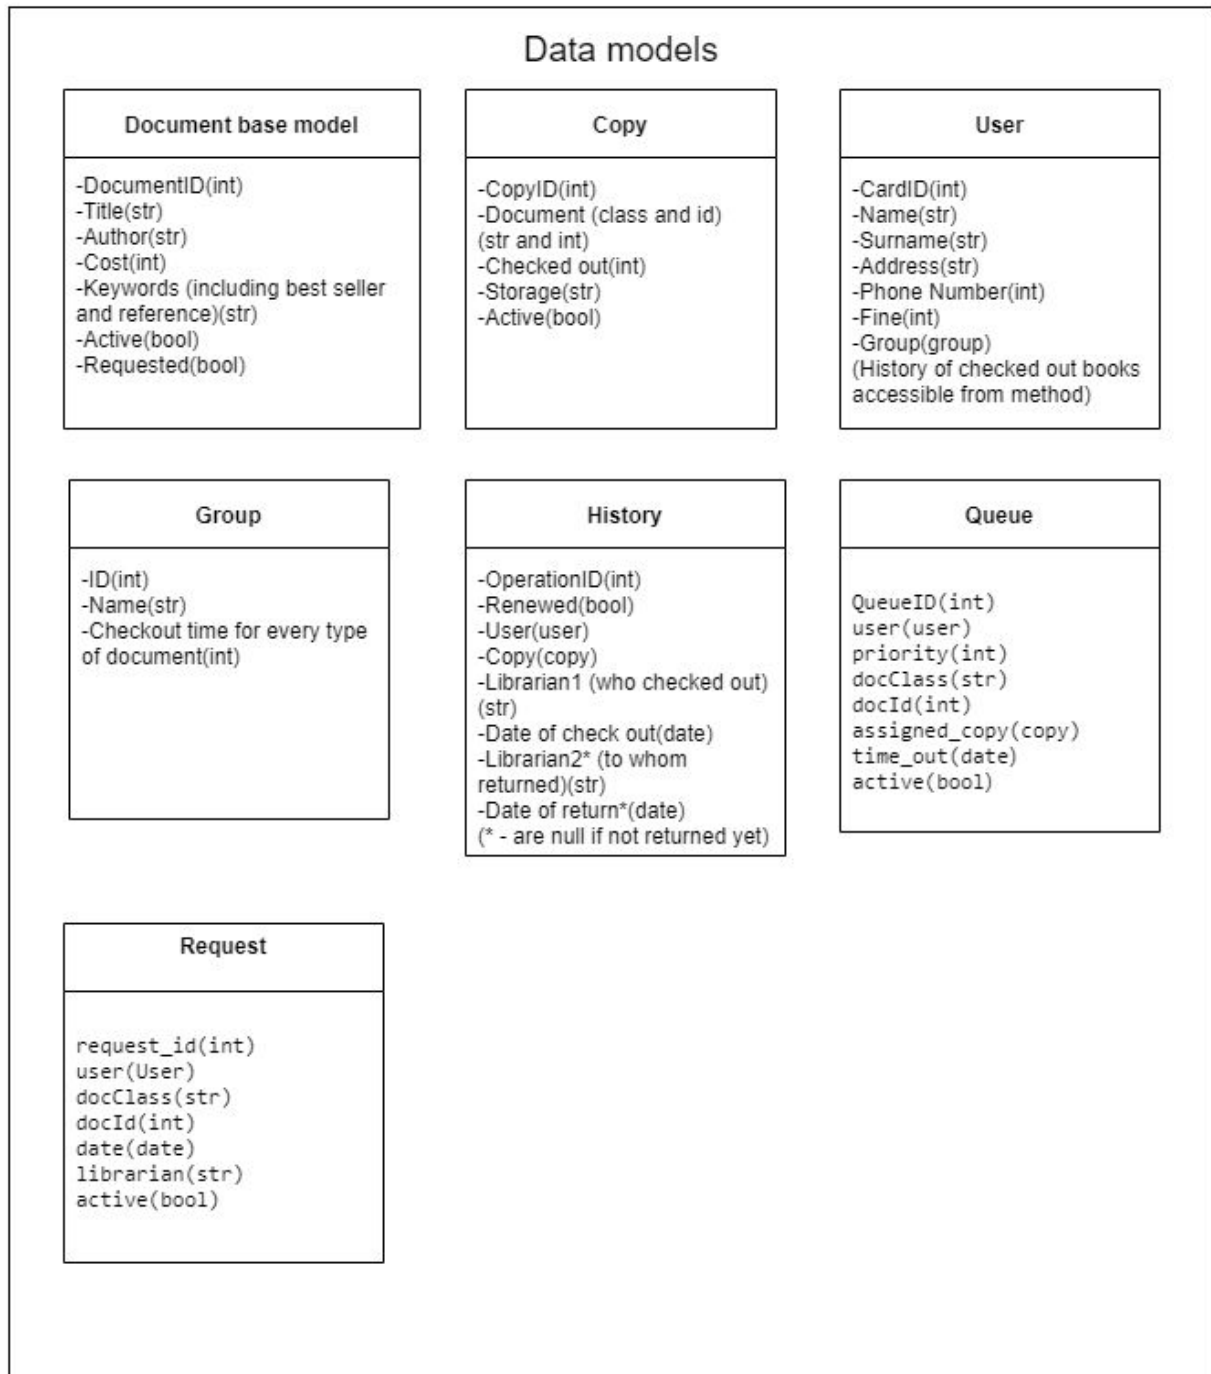 Data models
Document base model
-DocumentID(int)
-Title(str)
-Author(str)
-Cost(int)
-Keywords (including best seller
and reference)(str)
-Active(bool)
-Requested(bool)
Copy
-CopyID(int)
-Document (class and id)
(str and int)
-Checked out(int)
-Storage(str)
-Active(bool)
User
-CardID(int)
-Name(str)
-Surname(str)
-Address(str)
-Phone Number(int)
-Fine(int)
-Group(group)
(History of checked out books
accessible from method)
Group
-ID(int)
-Name(str)
-Checkout time for every type
of document(int)
History
-OperationID(int)
-Renewed(bool)
-User(user)
-Copy(copy)
-Librarian1 (who checked out)
(str)
-Date of check out(date)
-Librarian2* (to whom
returned)(str)
-Date of return*(date)
(* - are null if not returned yet)
Queue
QueueID(int)
user(user)
priority(int)
docClass(str)
docId(int)
assigned_copy(copy)
time_out(date)
active(bool)
Request
request_id(int)
user(User)
docClass(str)
docId(int)
date(date)
librarian(str)
active(bool)